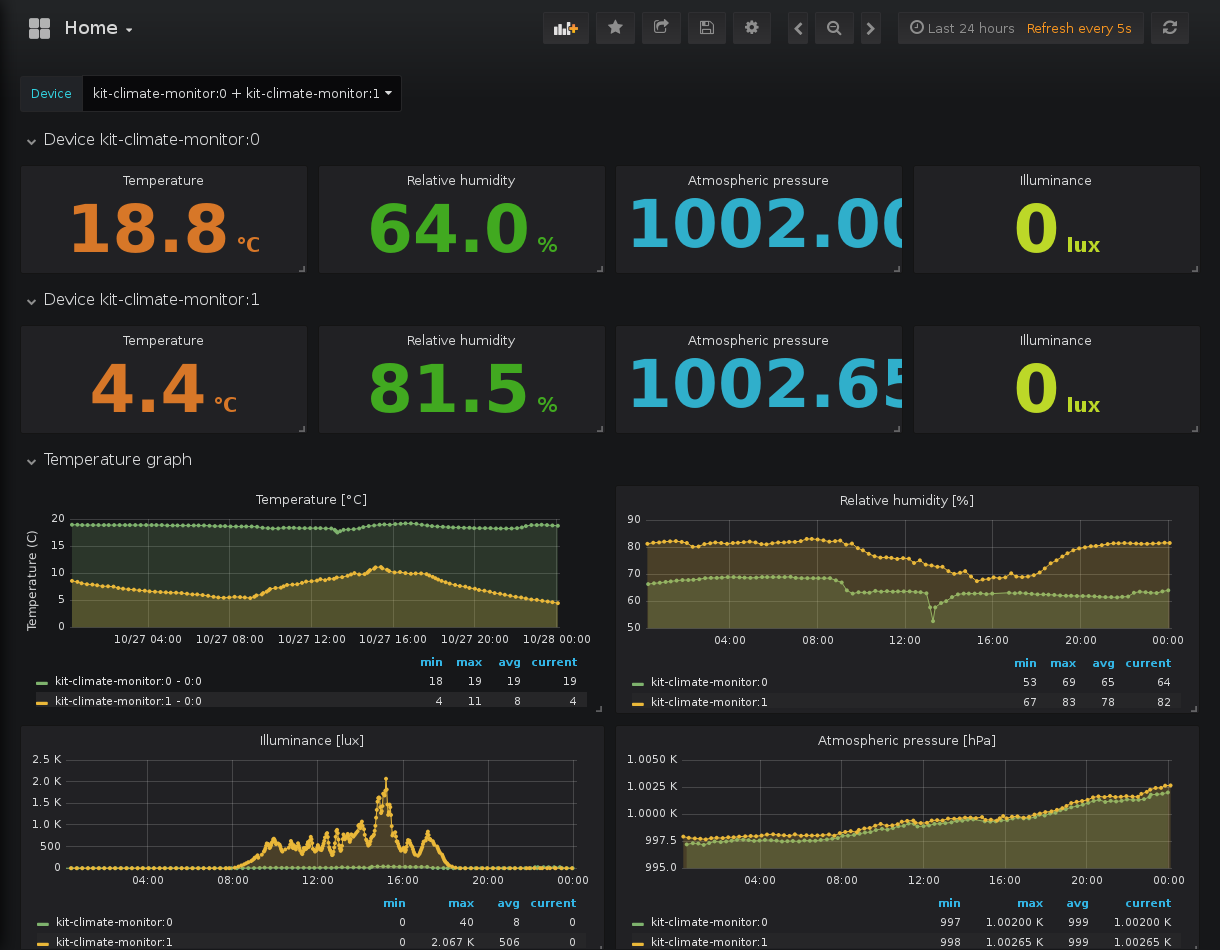 Home
Last 24 hours Refresh every 5s
Device kit-climate-monitor:0 + kit-climate-monitor:1
Device kit-climate-monitor:0
Temperature Relative humidity Atmospheric pressure Illuminance
18.8 °C 64.0 % 1002.00 0 lux
Device kit-climate-monitor:1
Temperature Relative humidity Atmospheric pressure Illuminance
4.4 °C 81.5 % 1002.65 0 lux
Temperature graph
Temperature [°C]
Temperature (C)
20
15
10
5
0
10/27 04:00 10/27 08:00 10/27 12:00 10/27 16:00 10/27 20:00 10/28 00:00
min max avg current
kit-climate-monitor:0 - 0:0 18 19 19 19
kit-climate-monitor:1 - 0:0 4 11 8 4
Relative humidity [%]
90
80
70
60
50
04:00 08:00 12:00 16:00 20:00 00:00
min max avg current
kit-climate-monitor:0 53 69 65 64
kit-climate-monitor:1 67 83 78 82
Illuminance [lux]
2.5 K
2.0 K
1.5 K
1.0 K
500
0
04:00 08:00 12:00 16:00 20:00 00:00
min max avg current
kit-climate-monitor:0 0 40 8 0
kit-climate-monitor:1 0 2.067 K 506 0
Atmospheric pressure [hPa]
1.0050 K
1.0025 K
1.0000 K
997.5
995.0
04:00 08:00 12:00 16:00 20:00 00:00
min max avg current
kit-climate-monitor:0 997 1.00200 K 999 1.00200 K
kit-climate-monitor:1 998 1.00265 K 999 1.00265 K